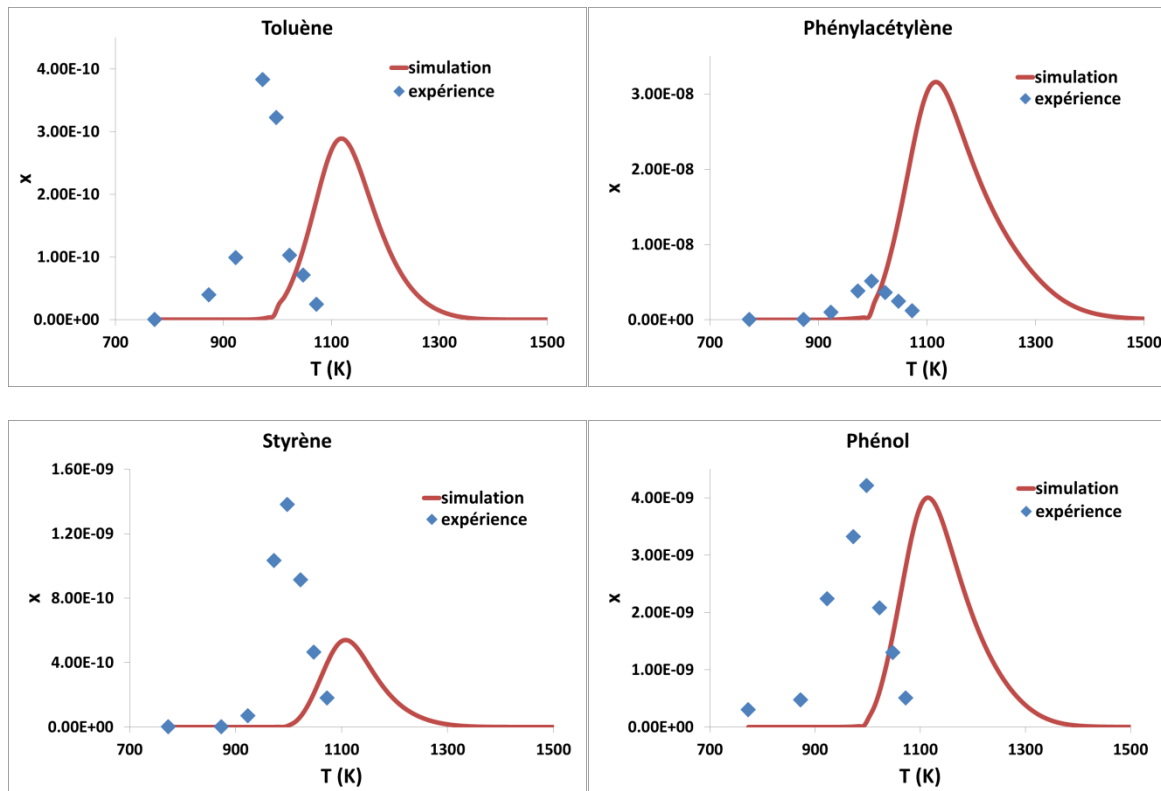 Toluène
4.00E-10
3.00E-10
2.00E-10
1.00E-10
0.00E+00
x
simulation
expérience
700 900 1100 1300 1500
T (K)
Phénylacétylène
3.00E-08
2.00E-08
1.00E-08
0.00E+00
x
simulation
expérience
700 900 1100 1300 1500
T (K)
Styrène
1.60E-09
1.20E-09
8.00E-10
4.00E-10
0.00E+00
x
simulation
expérience
700 900 1100 1300 1500
T (K)
Phénol
4.00E-09
3.00E-09
2.00E-09
1.00E-09
0.00E+00
x
simulation
expérience
700 900 1100 1300 1500
T (K)